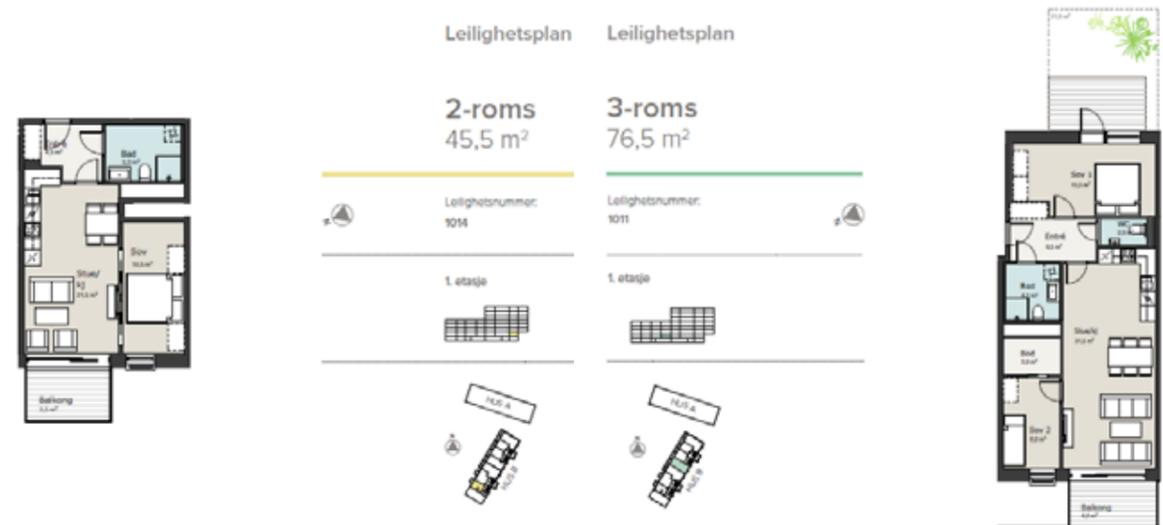 Leilighetsplan
2-roms
45,5 m²
Leilighetsnummer:
1014
1. etasje
HUS A
HUS B
Leilighetsplan
3-roms
76,5 m²
Leilighetsnummer:
1011
1. etasje
HUS A
HUS B
Bad
Sov
Stue/
kj
Balkong
Sov 1
Entré
WC
Bad
Stue/kj
Bod
Sov 2
Balkong